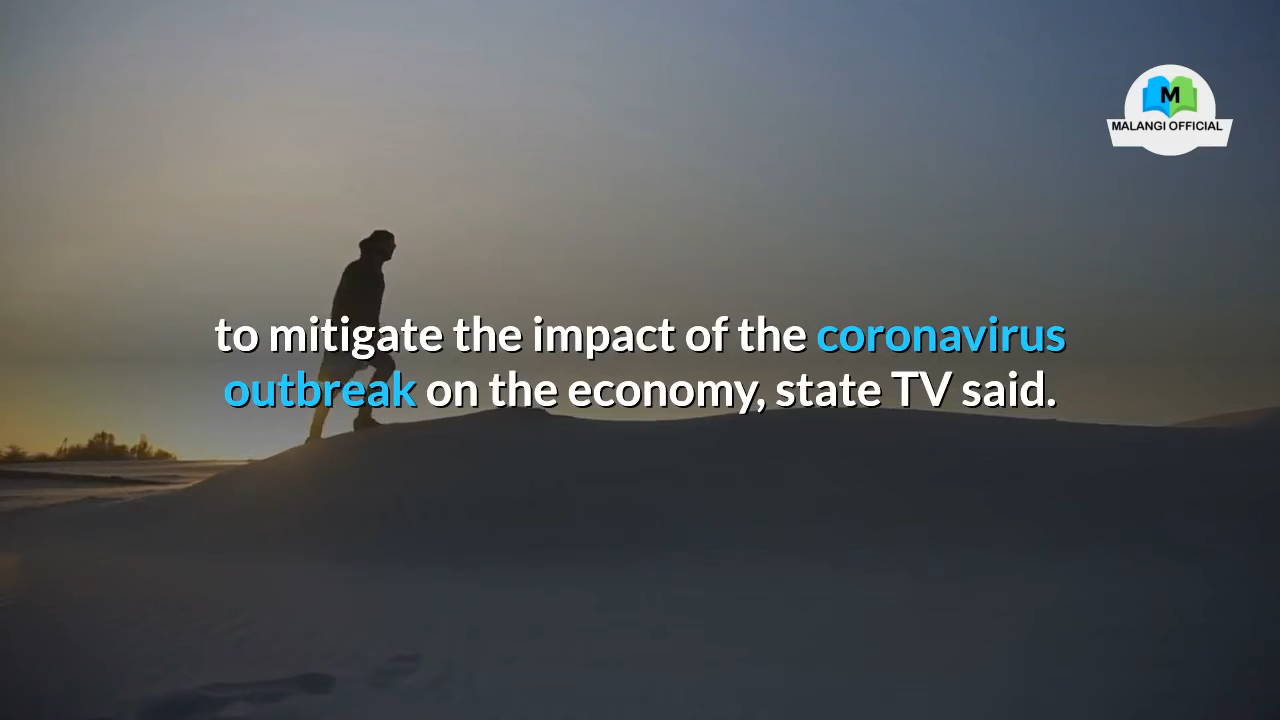 M
MALANGI OFFICIAL
to mitigate the impact of the coronavirus
outbreak on the economy, state TV said.